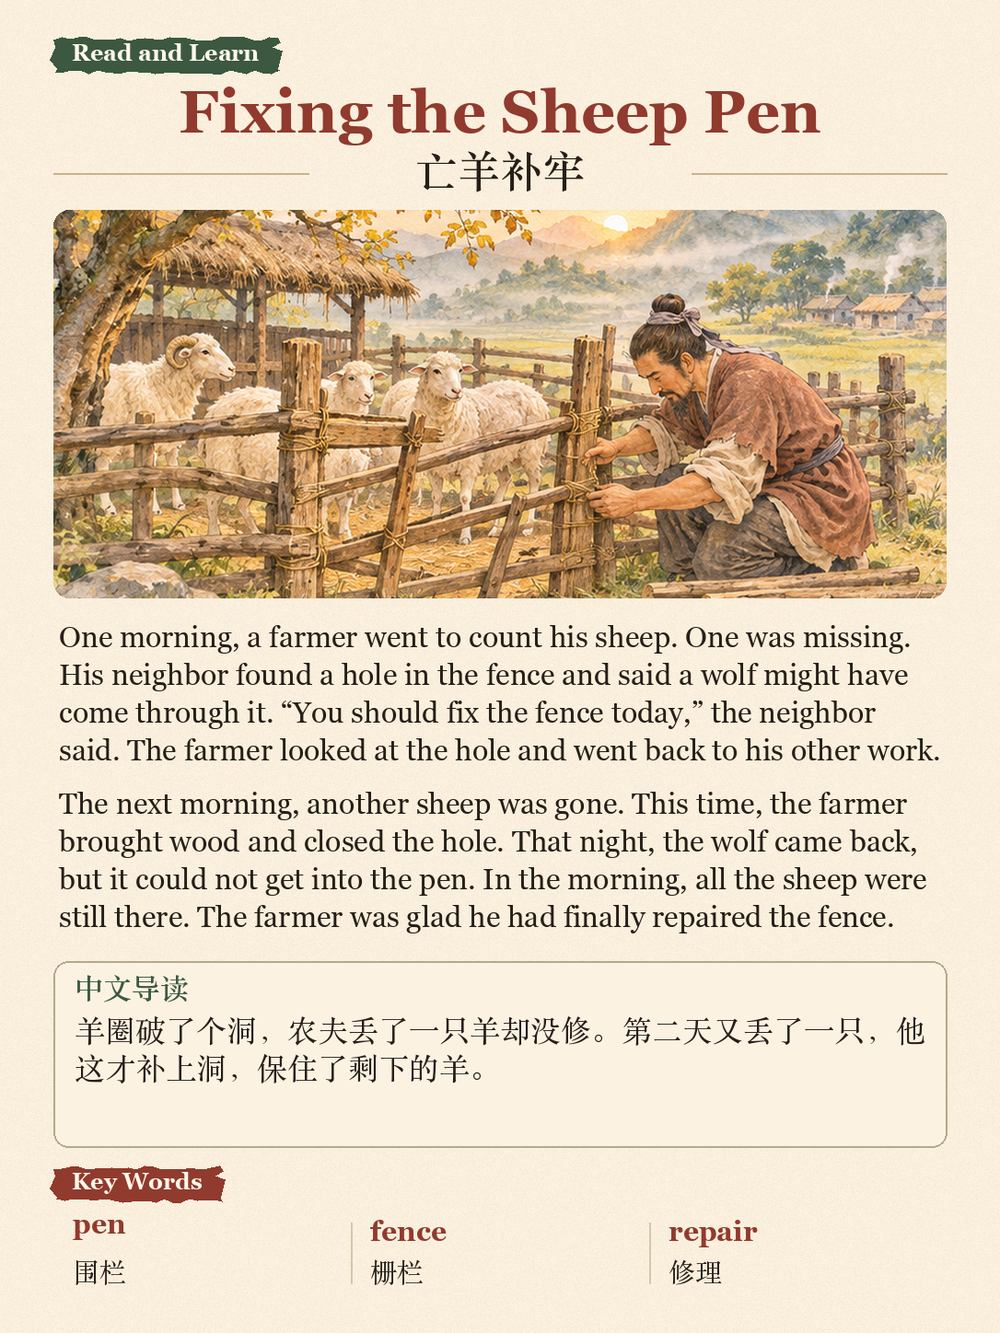 Read and Learn
Fixing the Sheep Pen
亡羊补牢
One morning, a farmer went to count his sheep. One was missing.
His neighbor found a hole in the fence and said a wolf might have
come through it. “You should fix the fence today,” the neighbor
said. The farmer looked at the hole and went back to his other work.
The next morning, another sheep was gone. This time, the farmer
brought wood and closed the hole. That night, the wolf came back,
but it could not get into the pen. In the morning, all the sheep were
still there. The farmer was glad he had finally repaired the fence.
中文导读
羊圈破了个洞，农夫丢了一只羊却没修。第二天又丢了一只，他
这才补上洞，保住了剩下的羊。
Key Words
pen
围栏
fence
栅栏
repair
修理